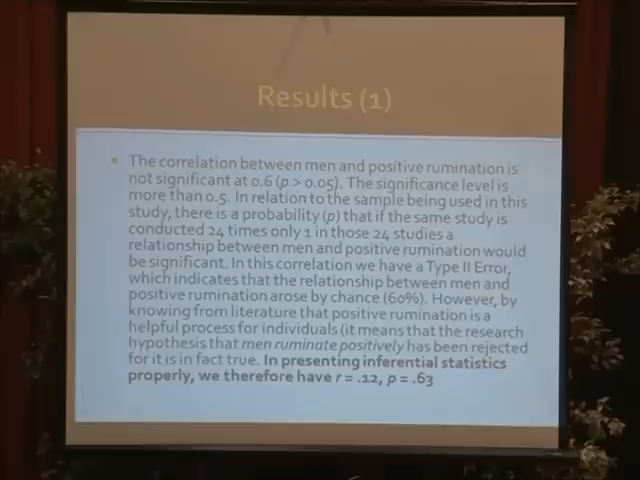 Results (1)
The correlation between men and positive rumination is
not significant at 0.6 (p > 0.05). The significance level is
more than 0.5. In relation to the sample being used in this
study, there is a probability (p) that if the same study is
conducted 24 times only 1 in those 24 studies a
relationship between men and positive rumination would
be significant. In this correlation we have a Type II Error,
which indicates that the relationship between men and
positive rumination arose by chance (60%). However, by
knowing from literature that positive rumination is a
helpful process for individuals (it means that the research
hypothesis that men ruminate positively has been rejected
for it is in fact true. In presenting inferential statistics
properly, we therefore have r = .12, p = .63